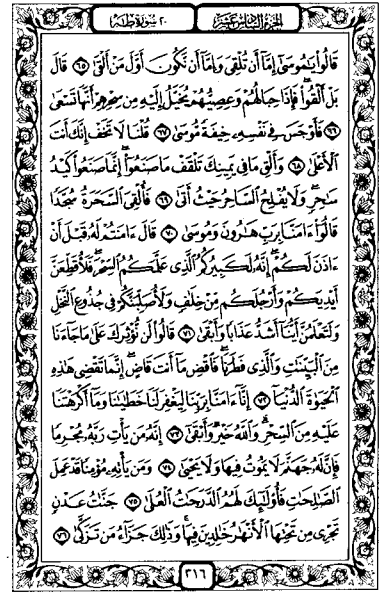 الجزء السادس عشر ٢٠ سورة طه
قَالُوا۟ يَـٰمُوسَىٰٓ إِمَّآ أَن تُلْقِىَ وَإِمَّآ أَن نَّكُونَ أَوَّلَ مَنْ أَلْقَىٰ ٦٥ قَالَ
بَلْ أَلْقُوا۟ فَإِذَا حِبَالُهُمْ وَعِصِيُّهُمْ يُخَيَّلُ إِلَيْهِ مِن سِحْرِهِمْ أَنَّهَا تَسْعَىٰ
٦٦ فَأَوْجَسَ فِى نَفْسِهِۦ خِيفَةً مُّوسَىٰ ٦٧ قُلْنَا لَا تَخَفْ إِنَّكَ أَنتَ
ٱلْأَعْلَىٰ ٦٨ وَأَلْقِ مَا فِى يَمِينِكَ تَلْقَفْ مَا صَنَعُوٓا۟ إِنَّمَا صَنَعُوا۟ كَيْدُ
سَـٰحِرٍ وَلَا يُفْلِحُ ٱلسَّاحِرُ حَيْثُ أَتَىٰ ٦٩ فَأُلْقِىَ ٱلسَّحَرَةُ سُجَّدًا
قَالُوٓا۟ ءَامَنَّا بِرَبِّ هَـٰرُونَ وَمُوسَىٰ ٧٠ قَالَ ءَامَنتُمْ لَهُۥ قَبْلَ أَنْ
ءَاذَنَ لَكُمْ إِنَّهُۥ لَكَبِيرُكُمُ ٱلَّذِى عَلَّمَكُمُ ٱلسِّحْرَ فَلَأُقَطِّعَنَّ
أَيْدِيَكُمْ وَأَرْجُلَكُم مِّنْ خِلَـٰفٍ وَلَأُصَلِّبَنَّكُمْ فِى جُذُوعِ ٱلنَّخْلِ
وَلَتَعْلَمُنَّ أَيُّنَآ أَشَدُّ عَذَابًا وَأَبْقَىٰ ٧١ قَالُوا۟ لَن نُّؤْثِرَكَ عَلَىٰ مَا جَآءَنَا
مِنَ ٱلْبَيِّنَـٰتِ وَٱلَّذِى فَطَرَنَا فَٱقْضِ مَآ أَنتَ قَاضٍ إِنَّمَا تَقْضِى هَـٰذِهِ
ٱلْحَيَوٰةَ ٱلدُّنْيَآ ٧٢ إِنَّآ ءَامَنَّا بِرَبِّنَا لِيَغْفِرَ لَنَا خَطَـٰيَـٰنَا وَمَآ أَكْرَهْتَنَا
عَلَيْهِ مِنَ ٱلسِّحْرِ وَٱللَّهُ خَيْرٌ وَأَبْقَىٰٓ ٧٣ إِنَّهُۥ مَن يَأْتِ رَبَّهُۥ مُجْرِمًا
فَإِنَّ لَهُۥ جَهَنَّمَ لَا يَمُوتُ فِيهَا وَلَا يَحْيَىٰ ٧٤ وَمَن يَأْتِهِۦ مُؤْمِنًا قَدْ عَمِلَ
ٱلصَّـٰلِحَـٰتِ فَأُو۟لَـٰٓئِكَ لَهُمُ ٱلدَّرَجَـٰتُ ٱلْعُلَىٰ ٧٥ جَنَّـٰتُ عَدْنٍ
تَجْرِى مِن تَحْتِهَا ٱلْأَنْهَـٰرُ خَـٰلِدِينَ فِيهَا وَذَٰلِكَ جَزَآءُ مَن تَزَكَّىٰ ٧٦
٣١٦